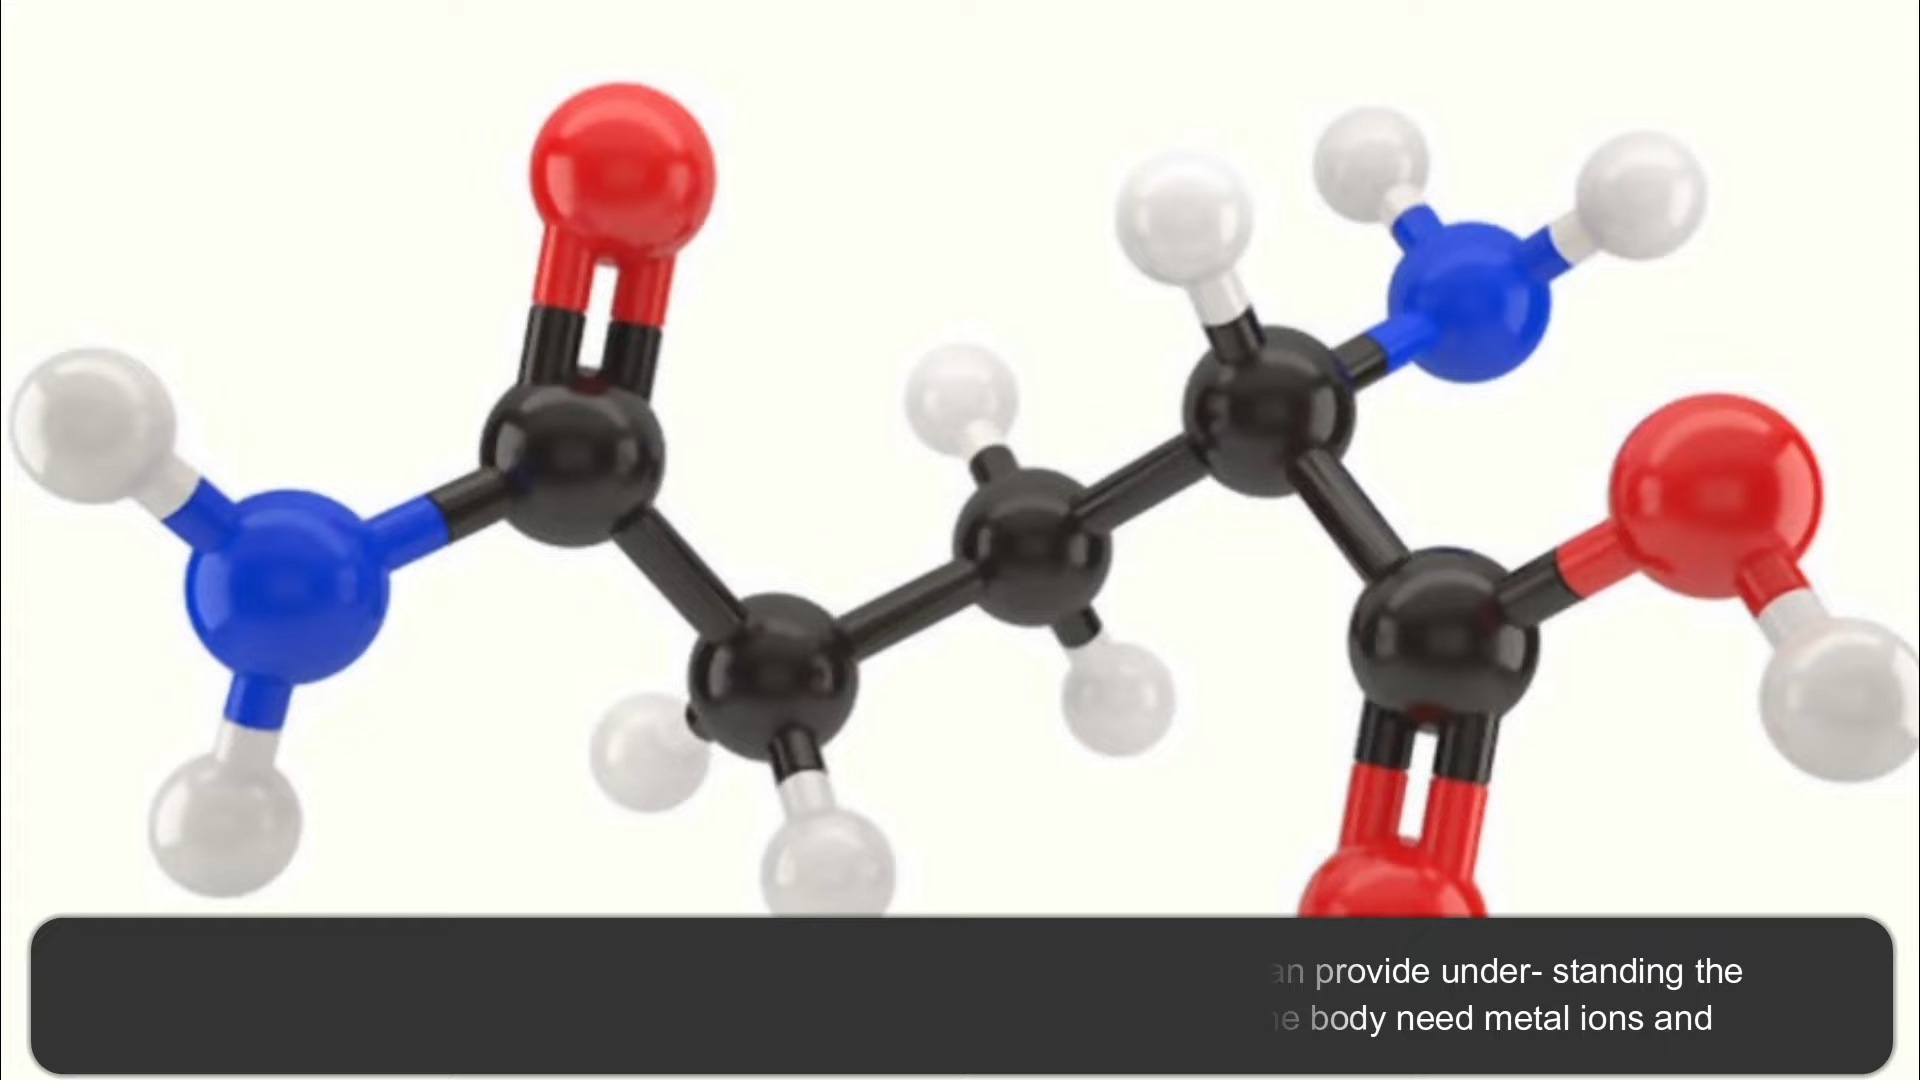 provide under- standing the
body need metal ions and